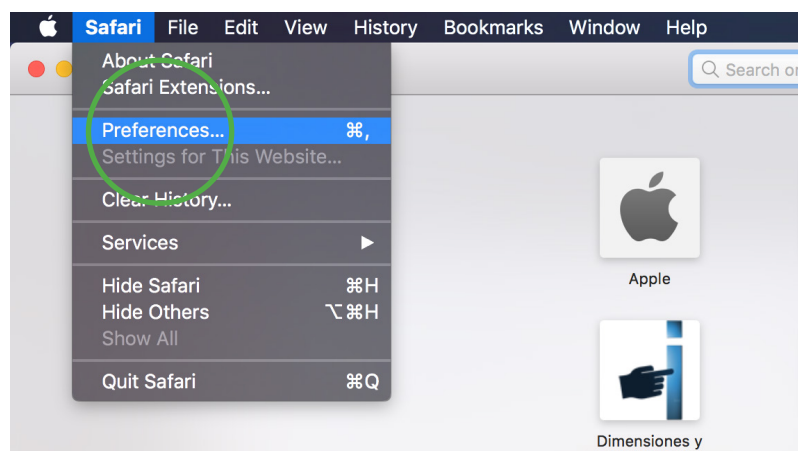 Safari File Edit View History Bookmarks Window Help
About Safari
Safari Extensions...
Preferences... ⌘,
Settings for This Website...
Clear History...
Services ▶
Hide Safari ⌘H
Hide Others ⌥⌘H
Show All
Quit Safari ⌘Q
Search or
Apple
Dimensiones y